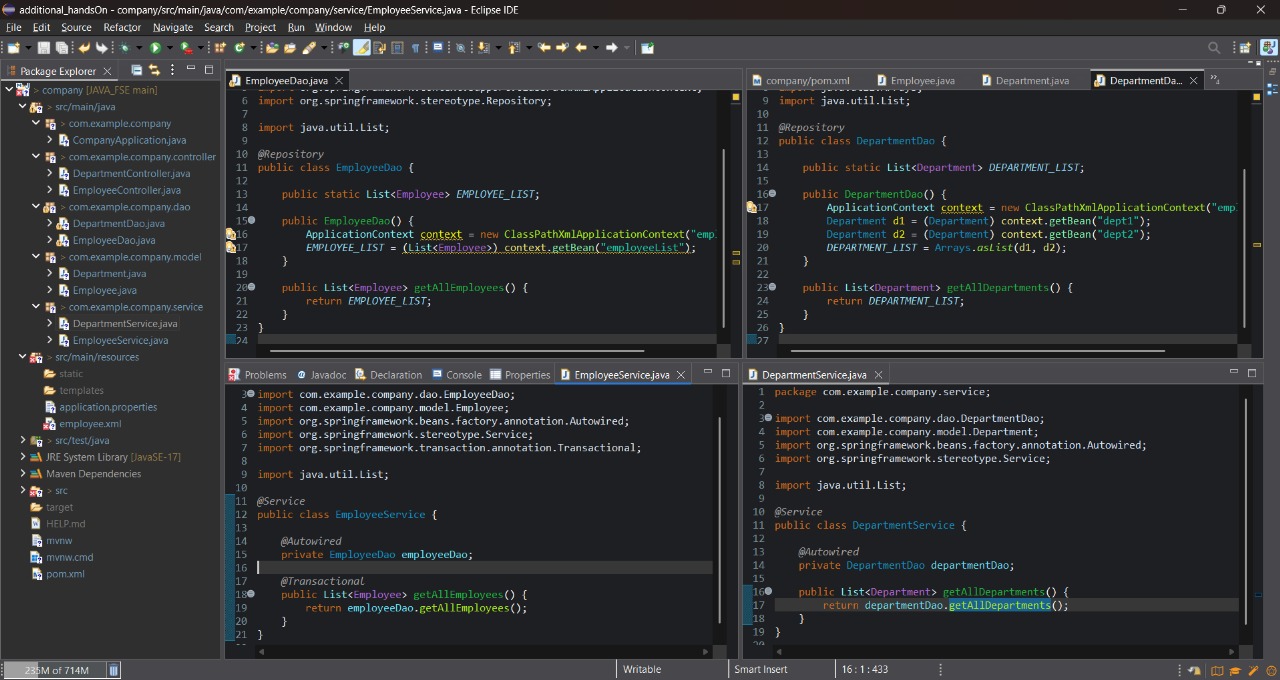 additional_handsOn - company/src/main/java/com/example/company/service/EmployeeService.java - Eclipse IDE
File Edit Source Refactor Navigate Search Project Run Window Help
Package Explorer
> company [JAVA_FSE main]
> src/main/java
> com.example.company
> CompanyApplication.java
> com.example.company.controller
> DepartmentController.java
> EmployeeController.java
> com.example.company.dao
> DepartmentDao.java
> EmployeeDao.java
> com.example.company.model
> Department.java
> Employee.java
> com.example.company.service
> DepartmentService.java
> EmployeeService.java
> src/main/resources
static
templates
application.properties
employee.xml
> src/test/java
JRE System Library [JavaSE-17]
Maven Dependencies
> src
target
HELP.md
mvnw
mvnw.cmd
pom.xml
EmployeeDao.java
6 import org.springframework.stereotype.Repository;
7
8 import java.util.List;
9
10 @Repository
11 public class EmployeeDao {
12
13 public static List<Employee> EMPLOYEE_LIST;
14
15 public EmployeeDao() {
16 ApplicationContext context = new ClassPathXmlApplicationContext("emp
17 EMPLOYEE_LIST = (List<Employee>) context.getBean("employeeList");
18 }
19
20 public List<Employee> getAllEmployees() {
21 return EMPLOYEE_LIST;
22 }
23 }
24
company/pom.xml Employee.java Department.java DepartmentDa...
9 import java.util.List;
10
11 @Repository
12 public class DepartmentDao {
13
14 public static List<Department> DEPARTMENT_LIST;
15
16 public DepartmentDao() {
17 ApplicationContext context = new ClassPathXmlApplicationContext("emp
18 Department d1 = (Department) context.getBean("dept1");
19 Department d2 = (Department) context.getBean("dept2");
20 DEPARTMENT_LIST = Arrays.asList(d1, d2);
21 }
22
23 public List<Department> getAllDepartments() {
24 return DEPARTMENT_LIST;
25 }
26 }
27
Problems Javadoc Declaration Console Properties EmployeeService.java
3 import com.example.company.dao.EmployeeDao;
4 import com.example.company.model.Employee;
5 import org.springframework.beans.factory.annotation.Autowired;
6 import org.springframework.stereotype.Service;
7 import org.springframework.transaction.annotation.Transactional;
8
9 import java.util.List;
10
11 @Service
12 public class EmployeeService {
13
14 @Autowired
15 private EmployeeDao employeeDao;
16
17 @Transactional
18 public List<Employee> getAllEmployees() {
19 return employeeDao.getAllEmployees();
20 }
21 }
DepartmentService.java
1 package com.example.company.service;
2
3 import com.example.company.dao.DepartmentDao;
4 import com.example.company.model.Department;
5 import org.springframework.beans.factory.annotation.Autowired;
6 import org.springframework.stereotype.Service;
7
8 import java.util.List;
9
10 @Service
11 public class DepartmentService {
12
13 @Autowired
14 private DepartmentDao departmentDao;
15
16 public List<Department> getAllDepartments() {
17 return departmentDao.getAllDepartments();
18 }
19 }
235M of 714M
Writable
Smart Insert
16 : 1 : 433